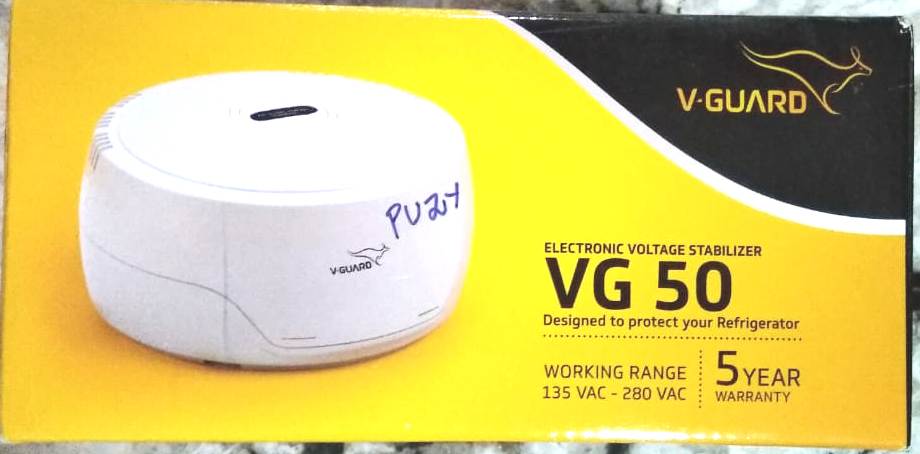 V-GUARD
PUZZY
V-GUARD
ELECTRONIC VOLTAGE STABILIZER
VG 50
Designed to protect your Refrigerator
WORKING RANGE
135 VAC - 280 VAC
5 YEAR
WARRANTY